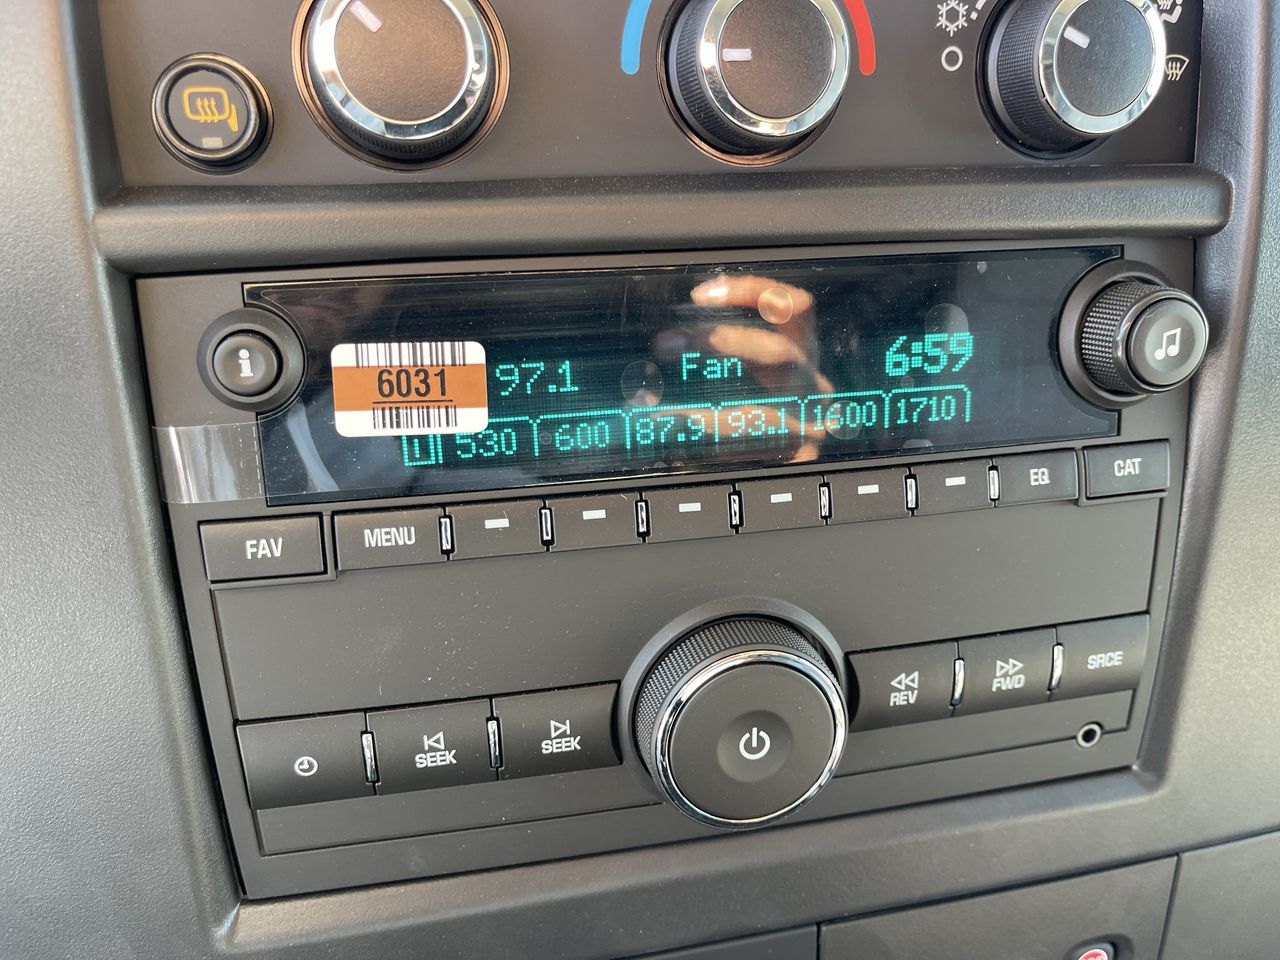 i
6031
97.1 Fan 6:59
1 530 600 87.9 93.1 1600 1710
FAV MENU EQ CAT
SEEK SEEK REV FWD SRCE